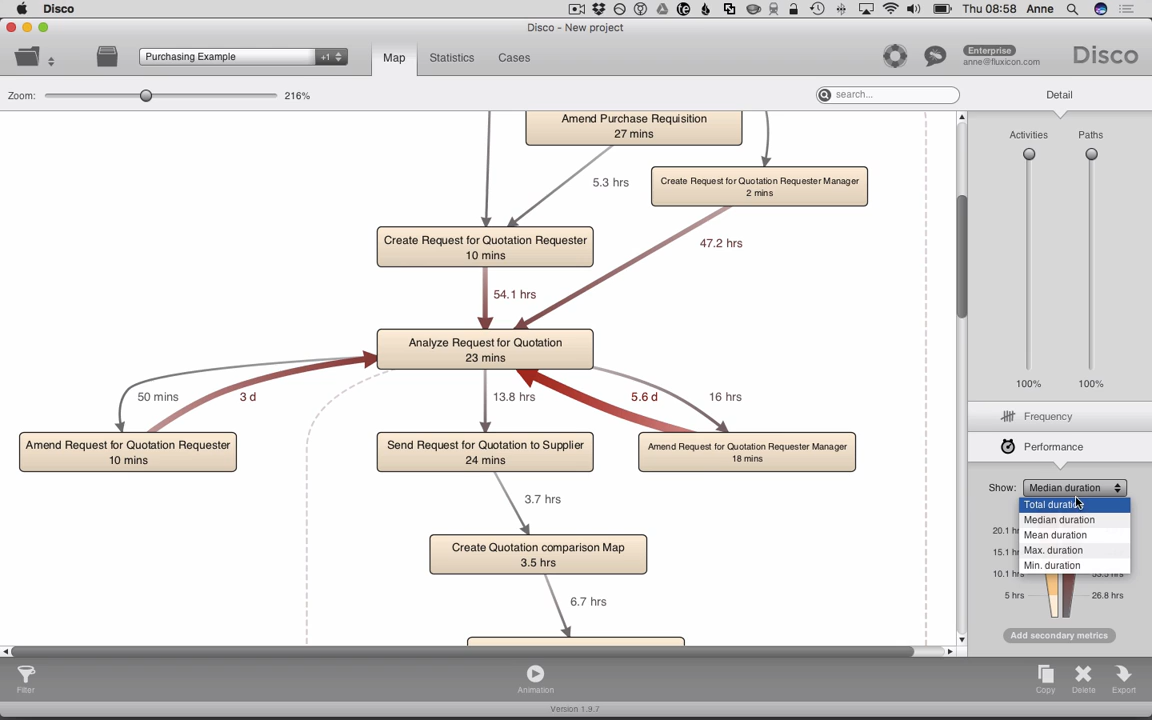 Disco
Thu 08:58 Anne
Disco - New project
Purchasing Example
+1
Map
Statistics
Cases
Enterprise
anne@fluxicon.com
Disco
Zoom:
216%
search...
Detail
Amend Purchase Requisition
27 mins
Activities
Paths
5.3 hrs
Create Request for Quotation Requester Manager
2 mins
Create Request for Quotation Requester
10 mins
47.2 hrs
54.1 hrs
Analyze Request for Quotation
23 mins
100%
100%
50 mins
3 d
13.8 hrs
5.6 d
16 hrs
Frequency
Amend Request for Quotation Requester
10 mins
Send Request for Quotation to Supplier
24 mins
Amend Request for Quotation Requester Manager
18 mins
Performance
Show:
Median duration
Total duration
Median duration
Mean duration
Max. duration
Min. duration
3.7 hrs
20.1 hr
15.1 hr
10.1 hrs
5 hrs
26.8 hrs
Create Quotation comparison Map
3.5 hrs
6.7 hrs
Add secondary metrics
Filter
Animation
Copy
Delete
Export
Version 1.9.7